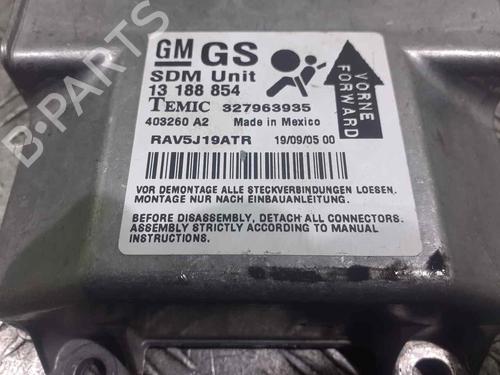 GM GS
SDM Unit
13 188 854
TEMIC 327963935
403260 A2 Made in Mexico
RAV5J19ATR 19/09/05 00
VORNE
FORWARD
VOR DEMONTAGE ALLE STECKVERBINDUNGEN LOESEN.
MONTAGE NUR NACH EINBAUANLEITUNG.
BEFORE DISASSEMBLY, DETACH ALL CONNECTORS.
ASSEMBLY STRICTLY ACCORDING TO MANUAL
INSTRUCTIONS.